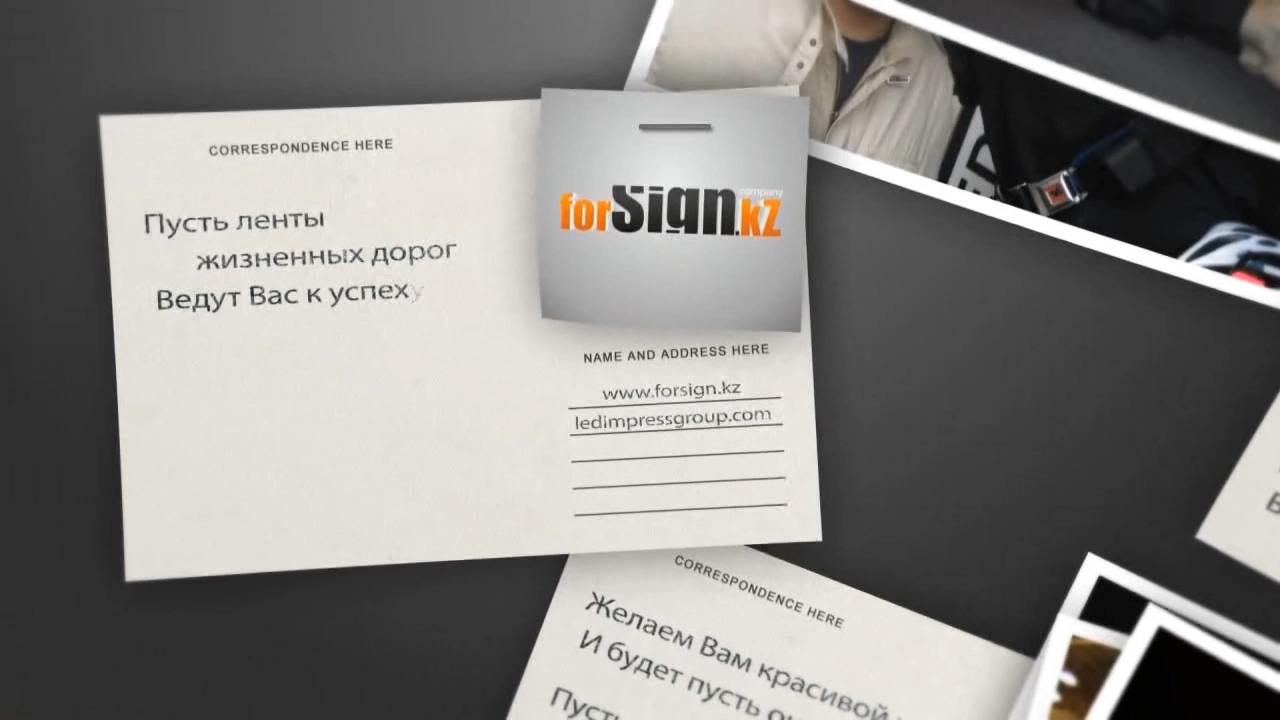 CORRESPONDENCE HERE
Пусть ленты
жизненных дорог
Ведут Вас к успеху
company
forSign.kz
NAME AND ADDRESS HERE
www.forsign.kz
ledimpressgroup.com
CORRESPONDENCE HERE
Желаем Вам красивой
И будет пусть